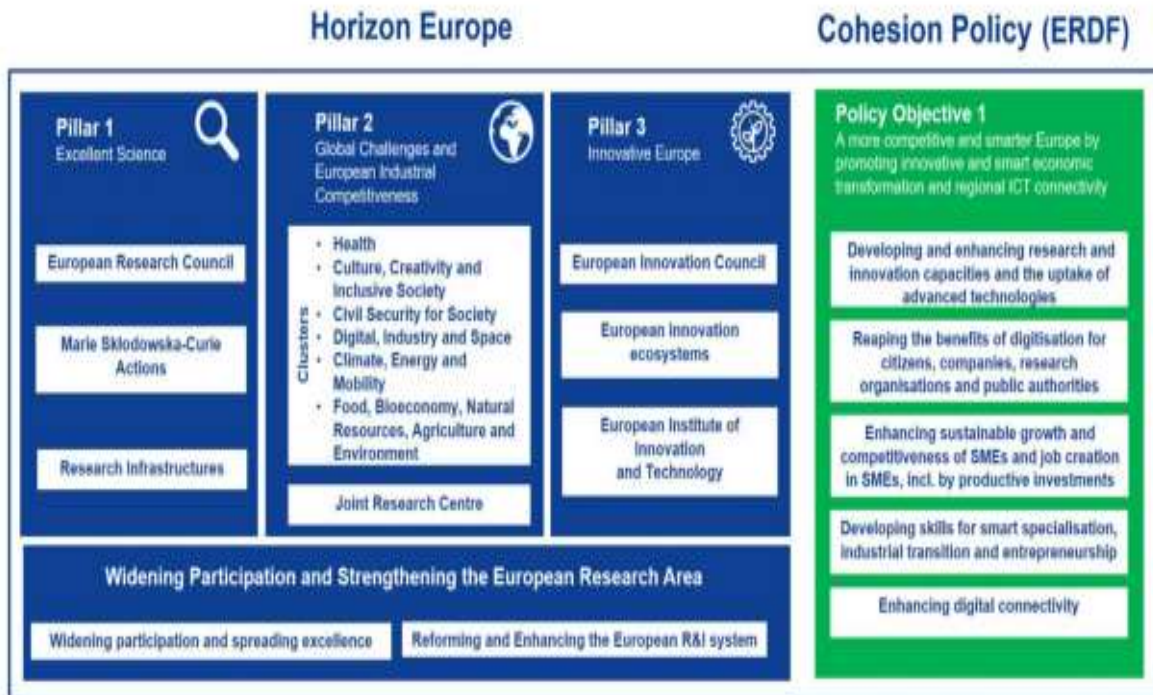 Horizon Europe
Cohesion Policy (ERDF)
Pillar 1
Excellent Science
European Research Council
Marie Skłodowska-Curie
Actions
Research Infrastructures
Pillar 2
Global Challenges and
European Industrial
Competitiveness
Clusters
• Health
• Culture, Creativity and
Inclusive Society
• Civil Security for Society
• Digital, Industry and Space
• Climate, Energy and
Mobility
• Food, Bioeconomy, Natural
Resources, Agriculture and
Environment
Joint Research Centre
Pillar 3
Innovative Europe
European Innovation Council
European Innovation
ecosystems
European Institute of
Innovation
and Technology
Widening Participation and Strengthening the European Research Area
Widening participation and spreading excellence
Reforming and Enhancing the European R&I system
Policy Objective 1
A more competitive and smarter Europe by
promoting innovative and smart economic
transformation and regional ICT connectivity
Developing and enhancing research and
innovation capacities and the uptake of
advanced technologies
Reaping the benefits of digitisation for
citizens, companies, research
organisations and public authorities
Enhancing sustainable growth and
competitiveness of SMEs and job creation
in SMEs, incl. by productive investments
Developing skills for smart specialisation,
industrial transition and entrepreneurship
Enhancing digital connectivity